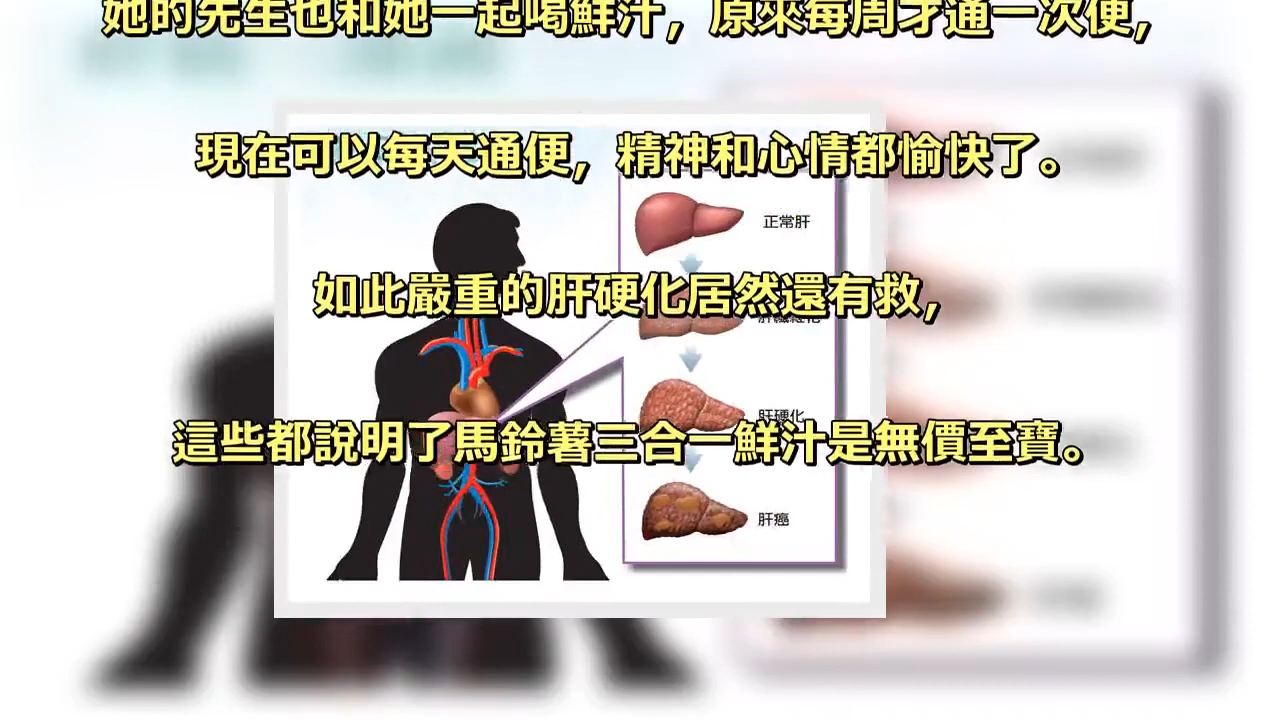 她的先生也和她一起喝鮮汁，原來每周才通一次便，
現在可以每天通便，精神和心情都愉快了。
正常肝
如此嚴重的肝硬化居然還有救，
肝纖維化
肝硬化
這些都說明了馬鈴薯三合一鮮汁是無價至寶。
肝癌